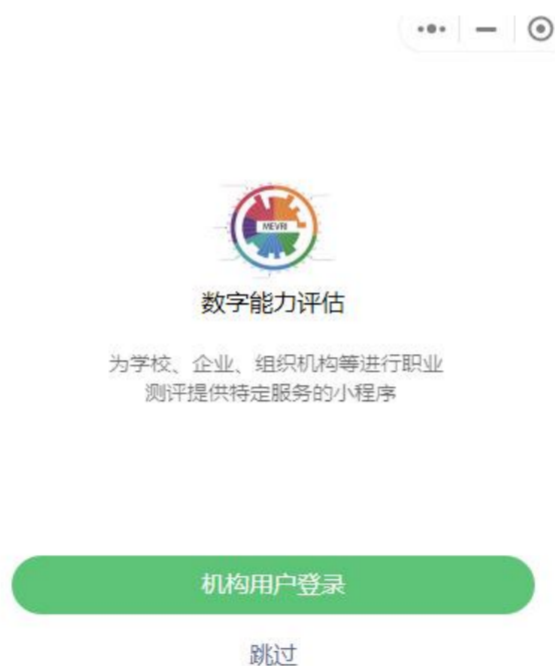 MEVRI
数字能力评估
为学校、企业、组织机构等进行职业
测评提供特定服务的小程序
机构用户登录
跳过